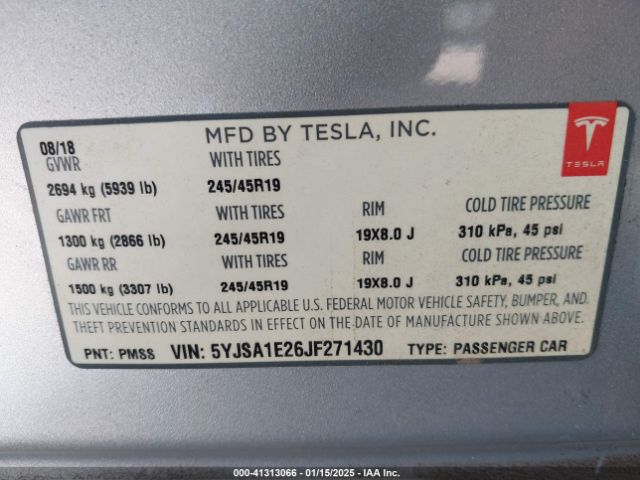 MFD BY TESLA, INC.
TESLA
08/18
GVWR WITH TIRES
2694 kg (5939 lb) 245/45R19
GAWR FRT WITH TIRES RIM COLD TIRE PRESSURE
1300 kg (2866 lb) 245/45R19 19X8.0 J 310 kPa, 45 psi
GAWR RR WITH TIRES RIM COLD TIRE PRESSURE
1500 kg (3307 lb) 245/45R19 19X8.0 J 310 kPa, 45 psi
THIS VEHICLE CONFORMS TO ALL APPLICABLE U.S. FEDERAL MOTOR VEHICLE SAFETY, BUMPER, AND
THEFT PREVENTION STANDARDS IN EFFECT ON THE DATE OF MANUFACTURE SHOWN ABOVE.
PNT: PMSS VIN: 5YJSA1E26JF271430 TYPE: PASSENGER CAR
000-41313066 - 01/15/2025 - IAA Inc.